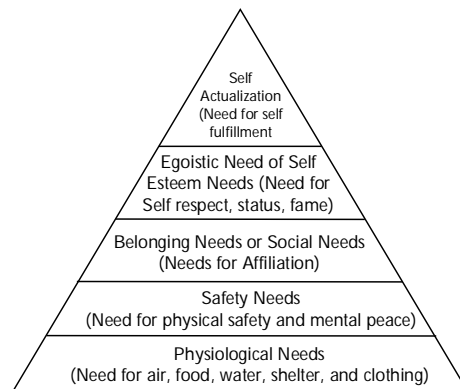 Self
Actualization
(Need for self
fulfillment
Egoistic Need of Self
Esteem Needs (Need for
Self respect, status, fame)
Belonging Needs or Social Needs
(Needs for Affiliation)
Safety Needs
(Need for physical safety and mental peace)
Physiological Needs
(Need for air, food, water, shelter, and clothing)